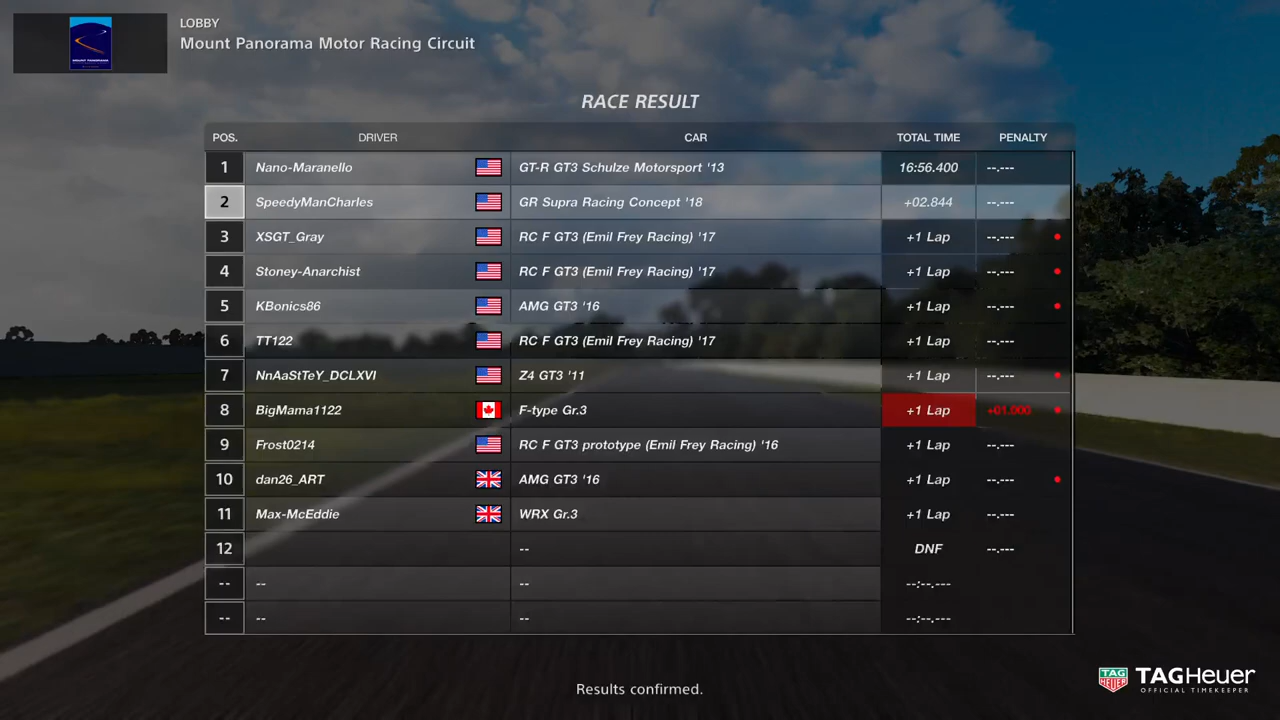 LOBBY
Mount Panorama Motor Racing Circuit
MOUNT PANORAMA
RACE RESULT
POS. DRIVER CAR TOTAL TIME PENALTY
1 Nano-Maranello GT-R GT3 Schulze Motorsport '13 16:56.400 --.---
2 SpeedyManCharles GR Supra Racing Concept '18 +02.844 --.---
3 XSGT_Gray RC F GT3 (Emil Frey Racing) '17 +1 Lap --.---
4 Stoney-Anarchist RC F GT3 (Emil Frey Racing) '17 +1 Lap --.---
5 KBonics86 AMG GT3 '16 +1 Lap --.---
6 TT122 RC F GT3 (Emil Frey Racing) '17 +1 Lap --.---
7 NnAaStTeY_DCLXVI Z4 GT3 '11 +1 Lap --.---
8 BigMama1122 F-type Gr.3 +1 Lap +01.000
9 Frost0214 RC F GT3 prototype (Emil Frey Racing) '16 +1 Lap --.---
10 dan26_ART AMG GT3 '16 +1 Lap --.---
11 Max-McEddie WRX Gr.3 +1 Lap --.---
12 -- DNF --.---
-- -- -- --:--.---
-- -- -- --:--.---
Results confirmed.
TAG HEUER TAGHeuer
OFFICIAL TIMEKEEPER